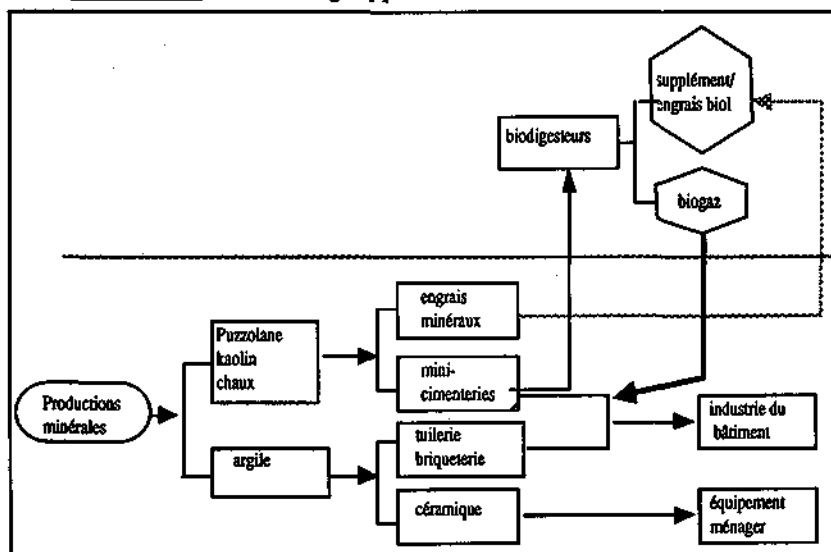 supplément/
engrais biol
biodigesteurs
biogaz
engrais
minéraux
Puzzolane
kaolin
chaux
mini-
cimenteries
Productions
minérales
industrie du
bâtiment
tuilerie
briqueterie
argile
céramique
équipement
ménager